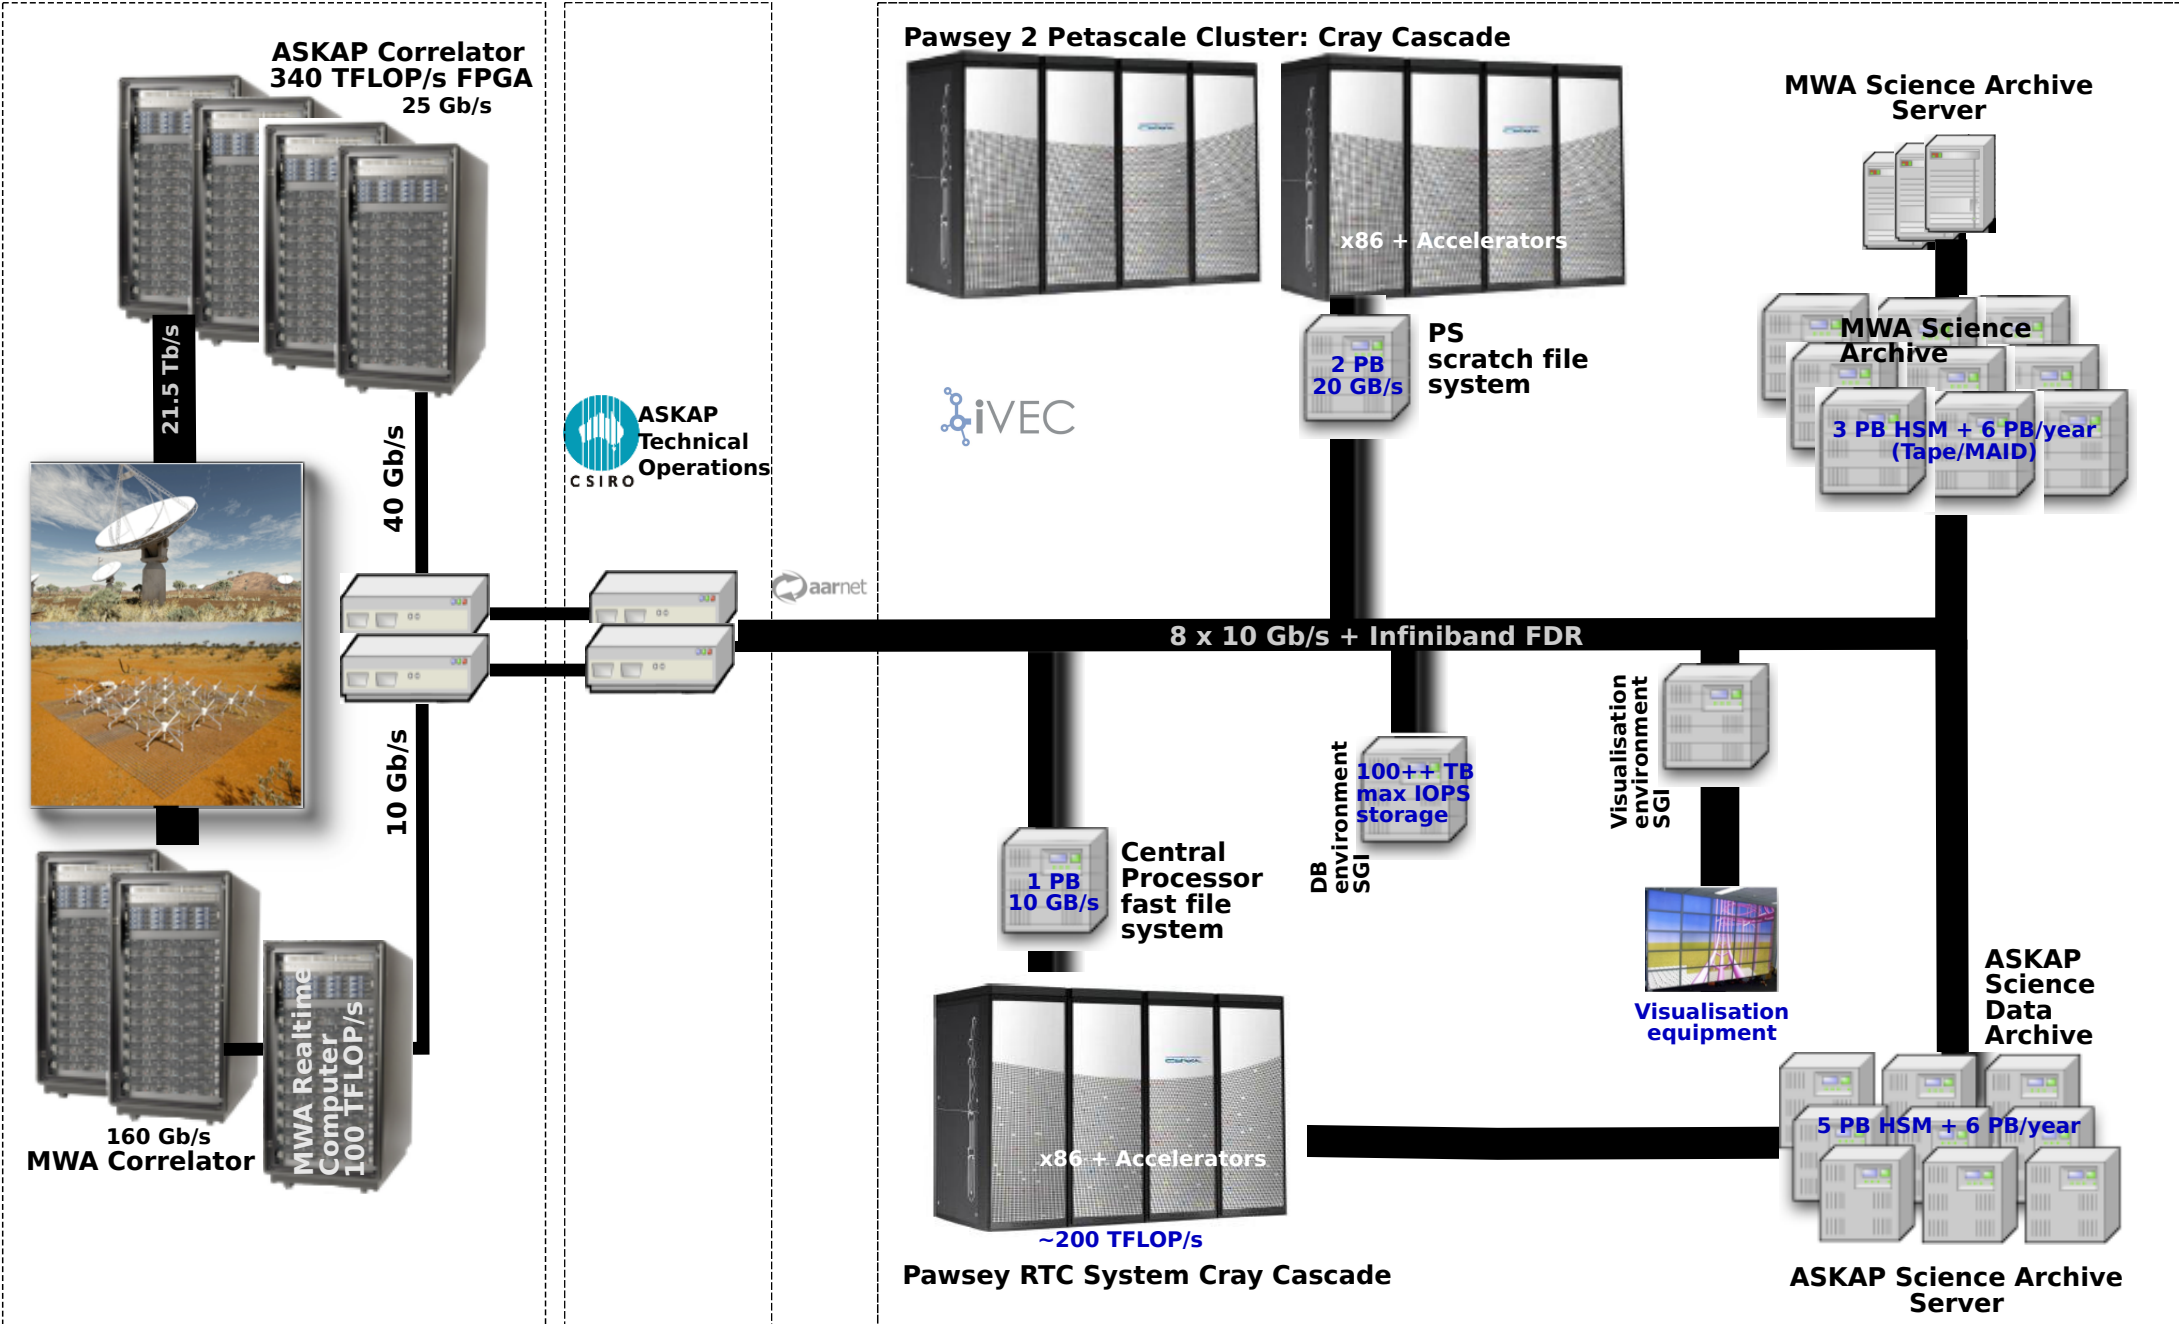 ASKAP Correlator
340 TFLOP/s FPGA
25 Gb/s
21.5 Tb/s
40 Gb/s
10 Gb/s
160 Gb/s
MWA Correlator
MWA Realtime
Computer
100 TFLOP/s
CSIRO
ASKAP
Technical
Operations
aarnet
Pawsey 2 Petascale Cluster: Cray Cascade
x86 + Accelerators
2 PB
20 GB/s
PS
scratch file
system
iVEC
8 x 10 Gb/s + Infiniband FDR
1 PB
10 GB/s
Central
Processor
fast file
system
DB
environment
SGI
100++ TB
max IOPS
storage
Visualisation
environment
SGI
Visualisation
equipment
x86 + Accelerators
~200 TFLOP/s
Pawsey RTC System Cray Cascade
MWA Science Archive
Server
MWA Science
Archive
3 PB HSM + 6 PB/year
(Tape/MAID)
ASKAP
Science
Data
Archive
5 PB HSM + 6 PB/year
ASKAP Science Archive
Server